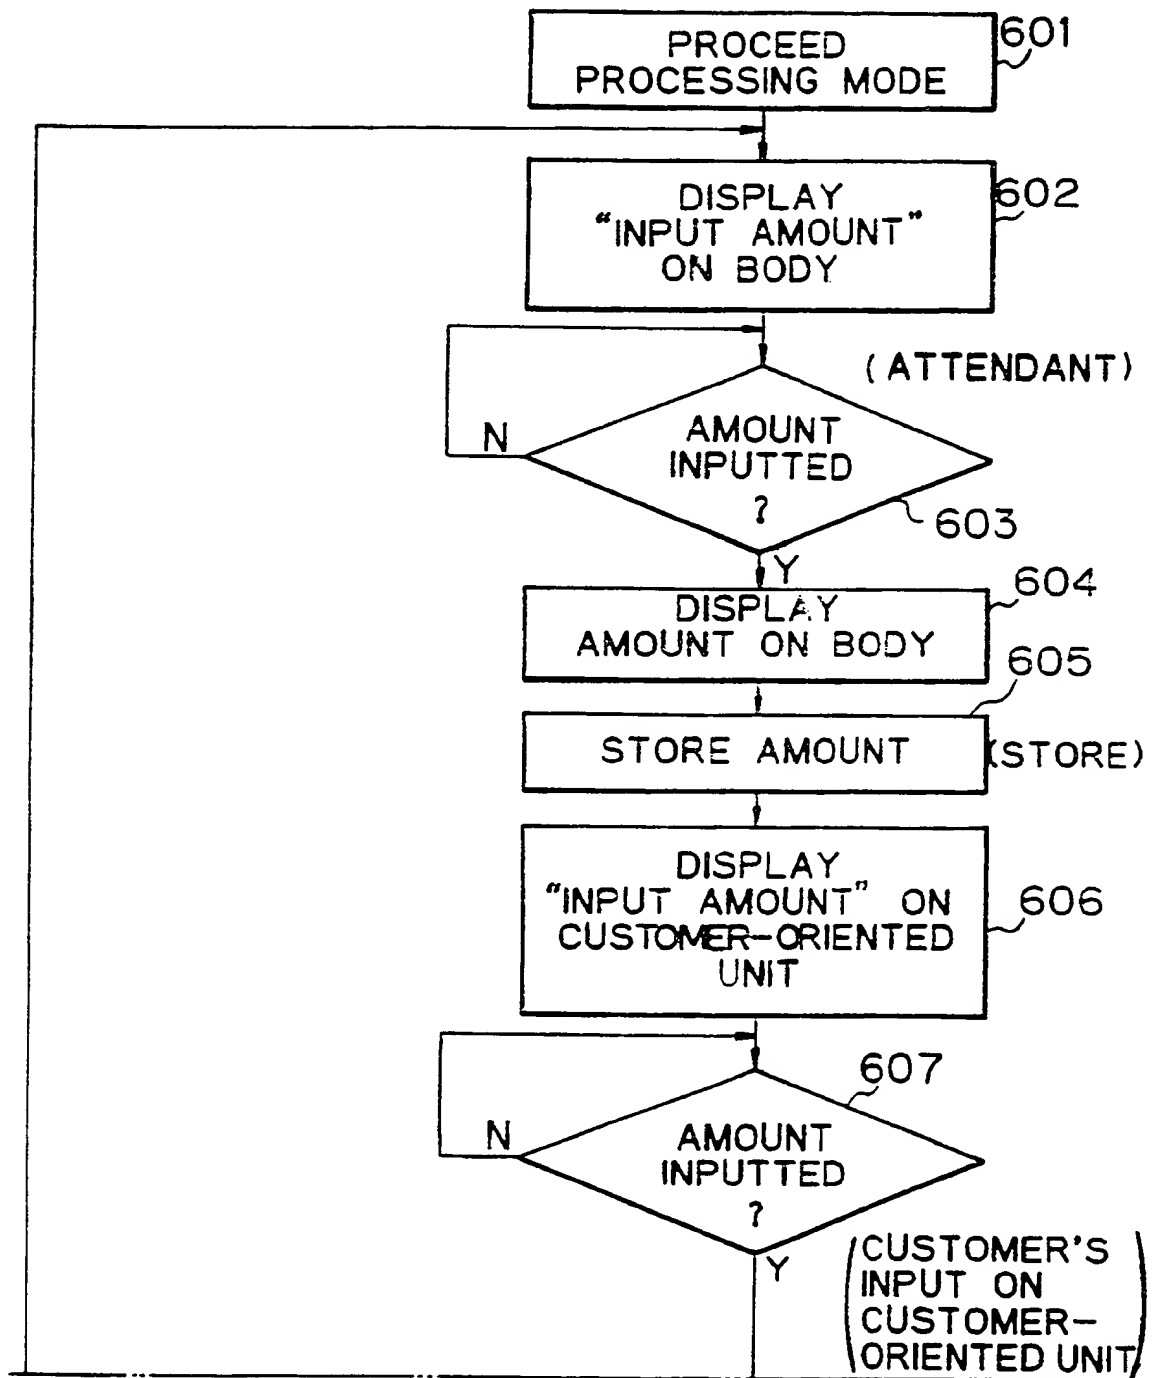 PROCEED
PROCESSING MODE
601
DISPLAY
“INPUT AMOUNT”
ON BODY
602
(ATTENDANT)
AMOUNT
INPUTTED
?
N
603
Y
DISPLAY
AMOUNT ON BODY
604
605
STORE AMOUNT
(STORE)
DISPLAY
“INPUT AMOUNT” ON
CUSTOMER-ORIENTED
UNIT
606
607
AMOUNT
INPUTTED
?
N
Y
(CUSTOMER'S
INPUT ON
CUSTOMER-
ORIENTED UNIT)